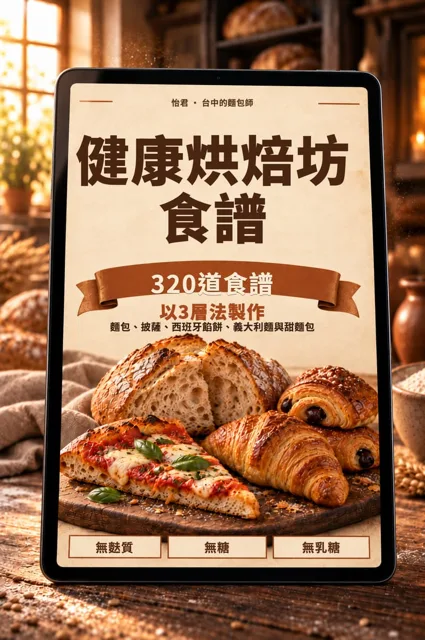 怡君 · 台中的麵包師
健康烘焙坊
食譜
320道食譜
以3層法製作
麵包、披薩、西班牙餡餅、義大利麵與甜麵包
無麩質
無糖
無乳糖